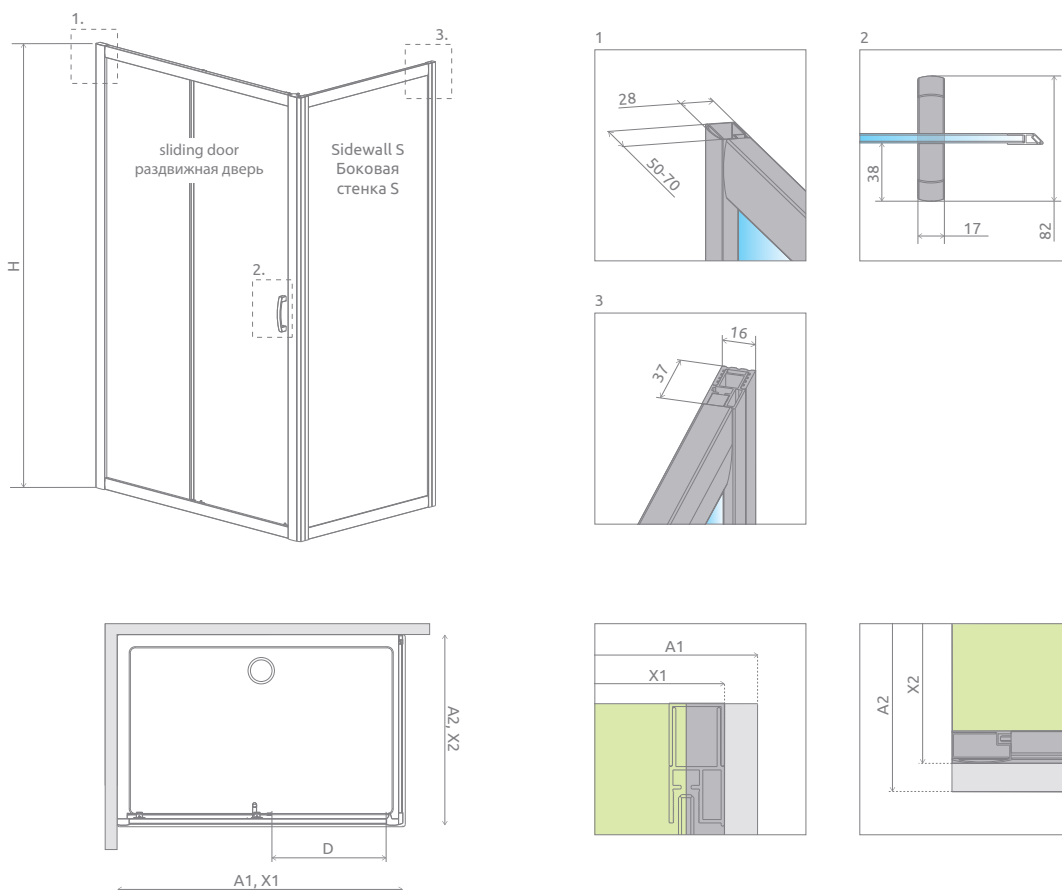 1.
3.
sliding door
раздвижная дверь
Sidewall S
Боковая
стенка S
2.
H
1
28
50-70
2
38
17
82
3
16
37
A2, X2
D
A1, X1
A1
X1
A2
X2